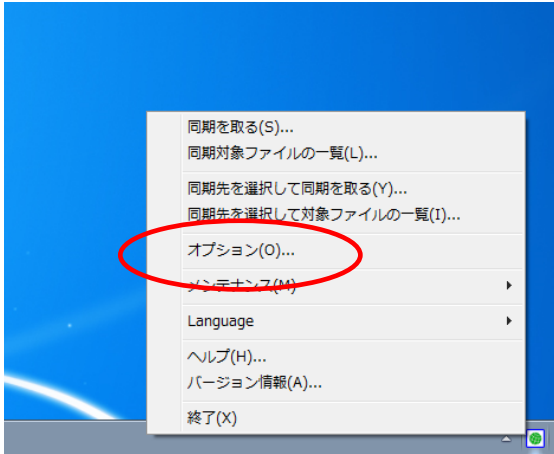 同期を取る(S)...
同期対象ファイルの一覧(L)...
同期先を選択して同期を取る(Y)...
同期先を選択して対象ファイルの一覧(I)...
オプション(O)...
メンテナンス(M)
Language
ヘルプ(H)...
バージョン情報(A)...
終了(X)